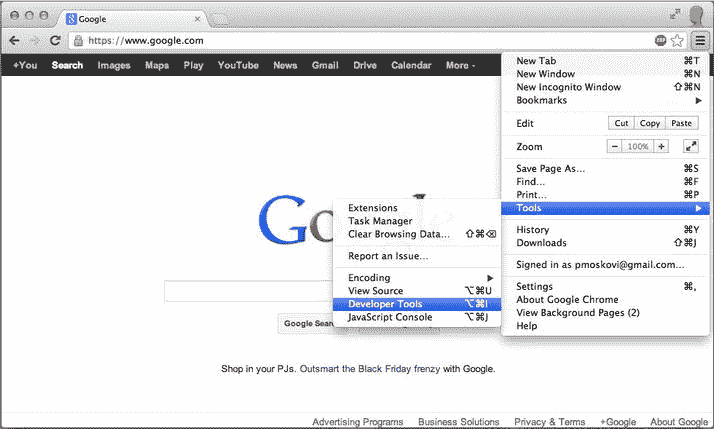 Google
https://www.google.com
ABP
+You Search Images Maps Play YouTube News Gmail Drive Calendar More
New Tab ⌘T
New Window ⌘N
New Incognito Window ⇧⌘N
Bookmarks
Edit Cut Copy Paste
Zoom − 100% +
Save Page As... ⌘S
Find... ⌘F
Print... ⌘P
Tools
History ⌘Y
Downloads ⇧⌘J
Signed in as pmoskovi@gmail.com...
Settings ⌘,
About Google Chrome
View Background Pages (2)
Help
Extensions
Task Manager
Clear Browsing Data... ⇧⌘⌫
Report an Issue...
Encoding
View Source ⌥⌘U
Developer Tools ⌥⌘I
JavaScript Console ⌥⌘J
Google Sear
Shop in your PJs. Outsmart the Black Friday frenzy with Google.
Advertising Programs Business Solutions Privacy & Terms +Google About Google